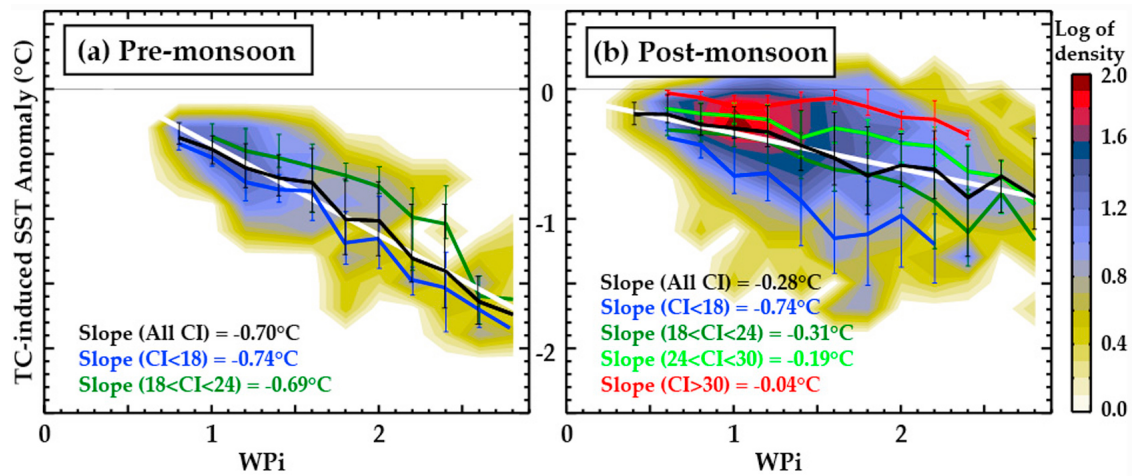 (a) Pre-monsoon
(b) Post-monsoon
Log of
density
TC-induced SST Anomaly (°C)
0
-1
-2
2.0
1.6
1.2
0.8
0.4
0.0
Slope (All CI) = -0.70°C
Slope (CI<18) = -0.74°C
Slope (18<CI<24) = -0.69°C
Slope (All CI) = -0.28°C
Slope (CI<18) = -0.74°C
Slope (18<CI<24) = -0.31°C
Slope (24<CI<30) = -0.19°C
Slope (CI>30) = -0.04°C
0 1 2
0 1 2
WPi
WPi